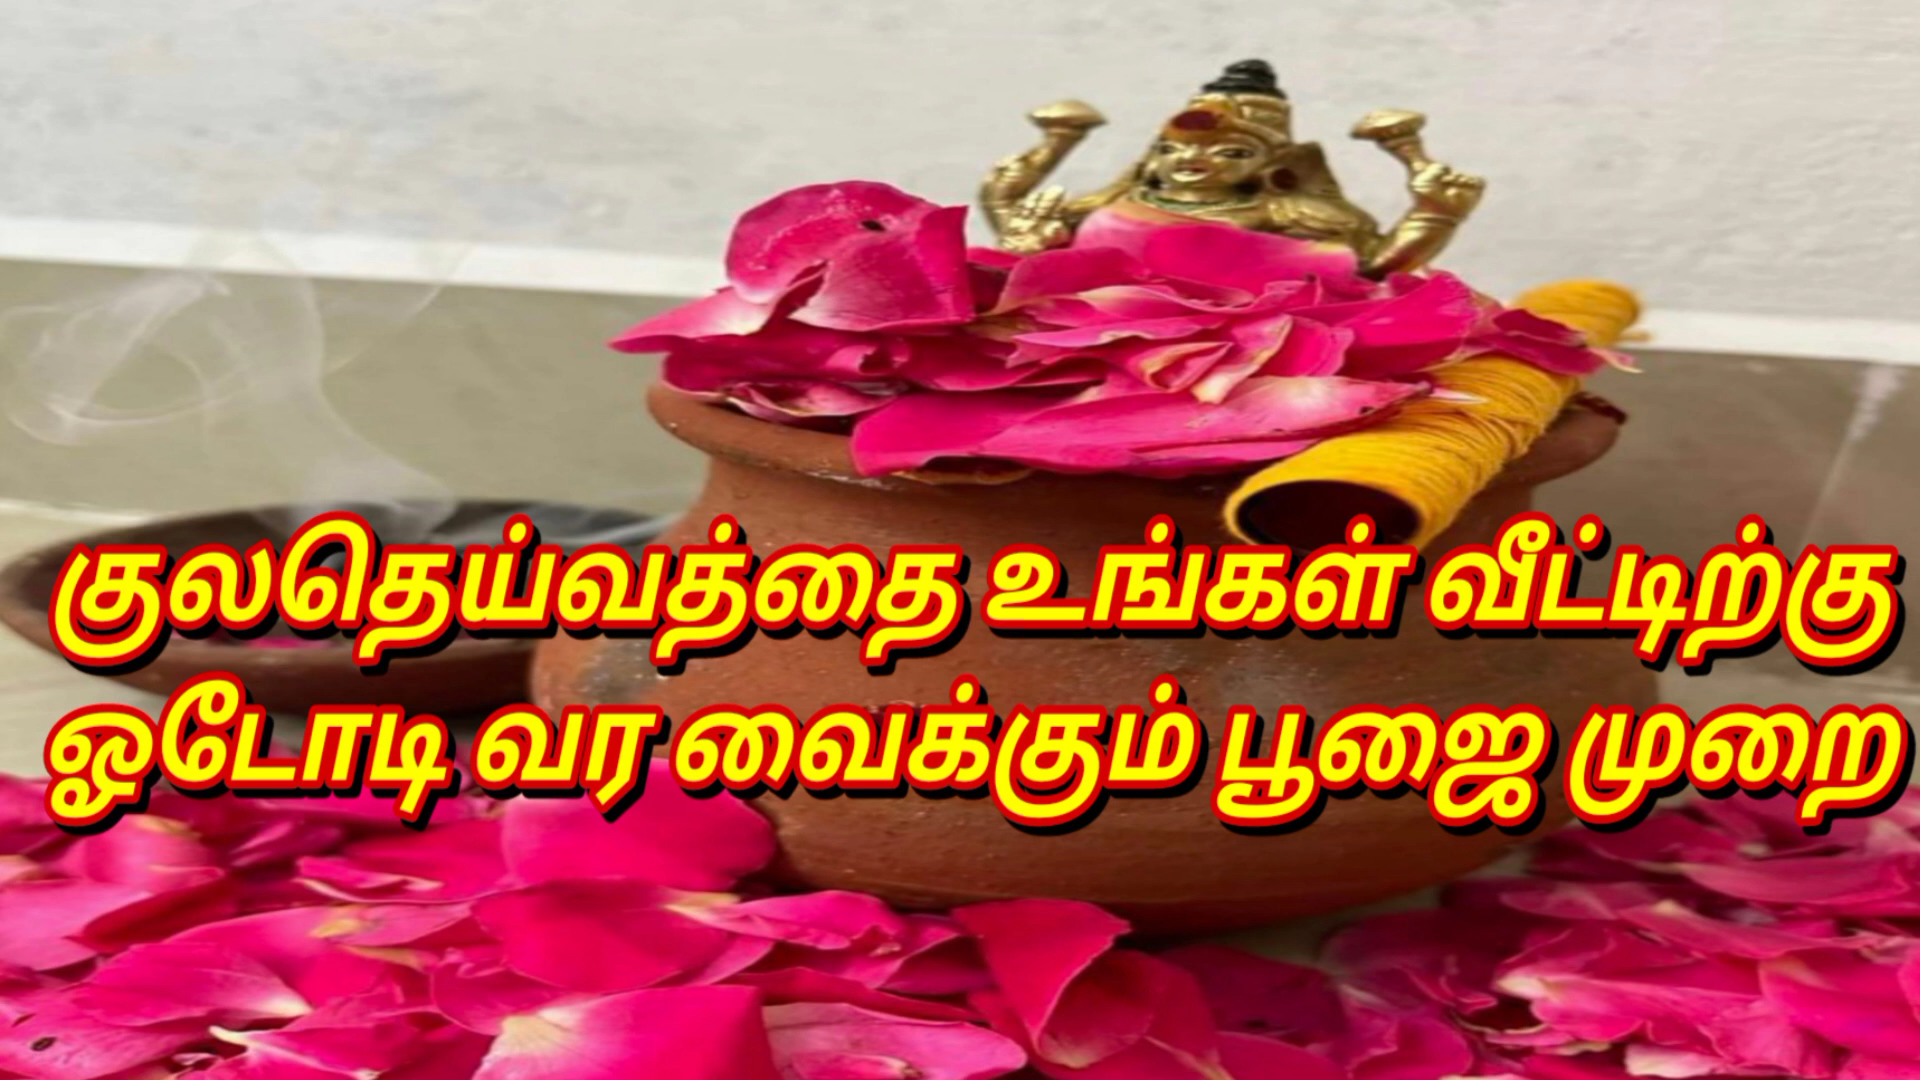 குலதெய்வத்தை உங்கள் வீட்டிற்கு
ஓடோடி வர வைக்கும் பூஜை முறை